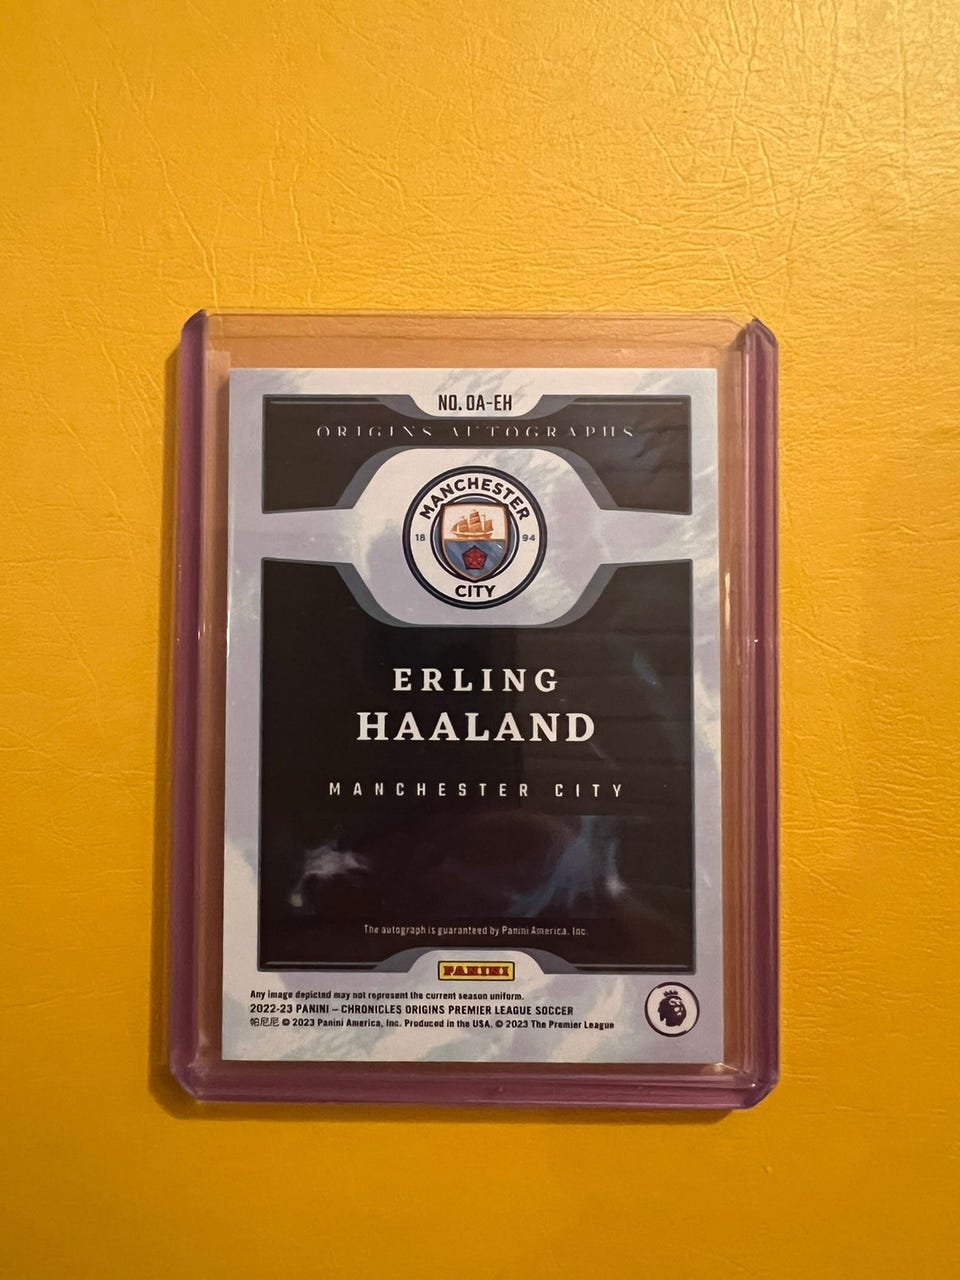 NO. OA-EH
ORIGINS AUTOGRAPHS
MANCHESTER
18 94
CITY
ERLING
HAALAND
MANCHESTER CITY
The autograph is guaranteed by Panini America, Inc.
PANINI
Any image depicted may not represent the current season uniform.
2022-23 PANINI – CHRONICLES ORIGINS PREMIER LEAGUE SOCCER
帕尼尼 © 2023 Panini America, Inc. Produced in the USA. © 2023 The Premier League